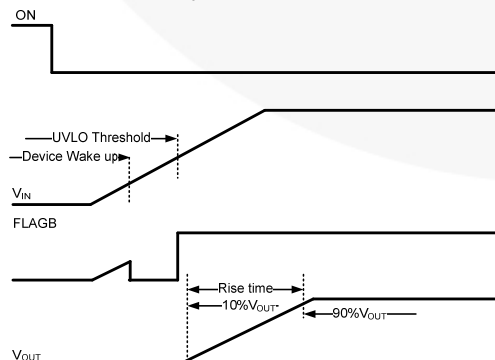 ON
UVLO Threshold
Device Wake up
VIN
FLAGB
Rise time
10%VOUT
90%VOUT
VOUT